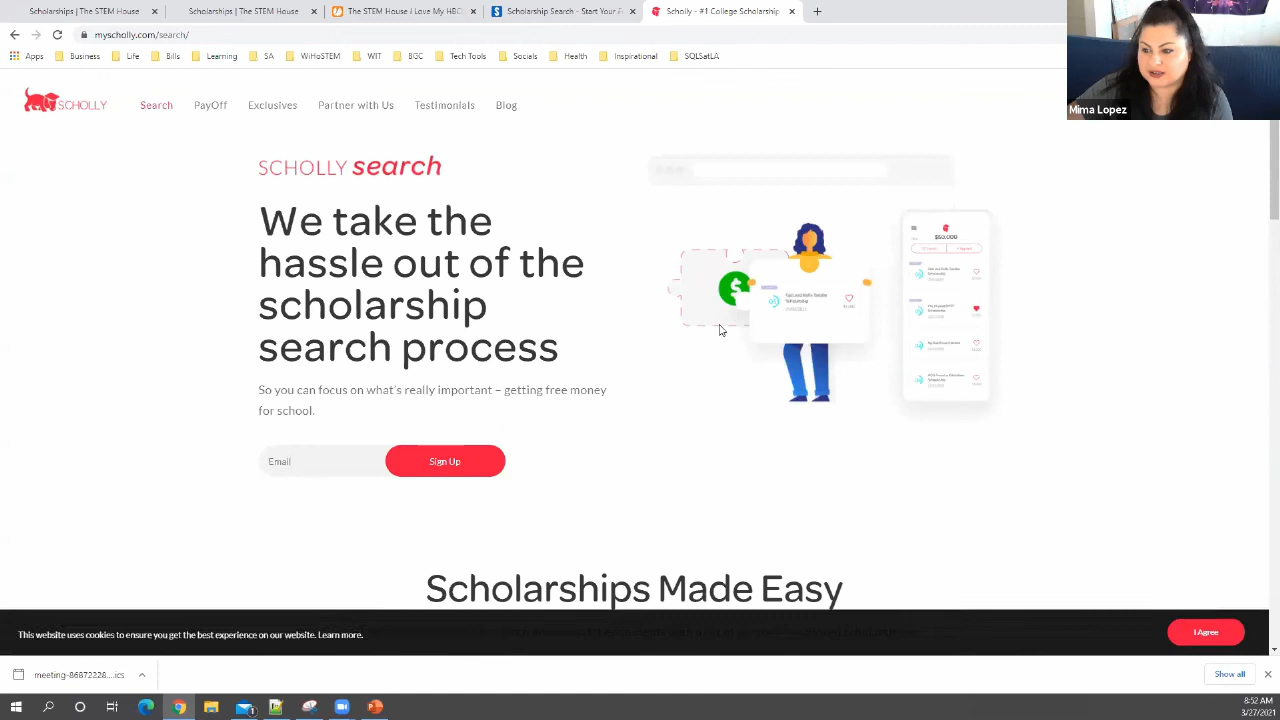 Scholarships | The STEM House
Scholarships | The STEM House
The STEM House
I Love My HBC
Scholarship Search - Start Your F
Scholly - #1 College Scholarship
myscholly.com/search/
Apps Business Life Bills Learning SA WiHoSTEM WIT BGC Tech Tools Socials Health Inspirational SQLSatLA
Mima Lopez
SCHOLLY
Search PayOff Exclusives Partner with Us Testimonials Blog
SCHOLLY search
We take the
hassle out of the
scholarship
search process
So you can focus on what's really important – getting free money
for school.
Email
Sign Up
$50,000
Scholarships Made Easy
This website uses cookies to ensure you get the best experience on our website. Learn more.
I Agree
meeting-86872228....ics
Show all
8:52 AM
3/27/2021